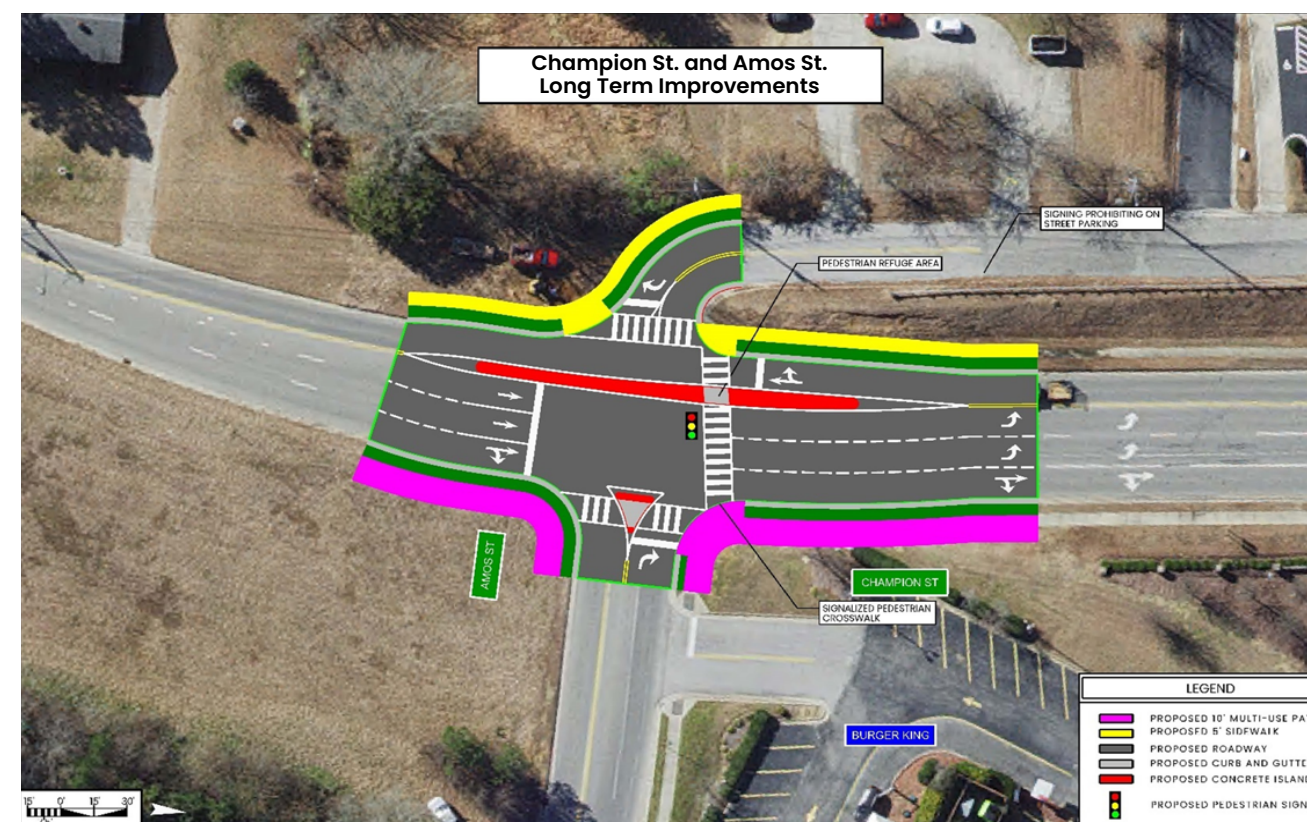 Champion St. and Amos St.
Long Term Improvements
SIGNING PROHIBITING ON
STREET PARKING
PEDESTRIAN REFUGE AREA
AMOS ST
CHAMPION ST
SIGNALIZED PEDESTRIAN
CROSSWALK
BURGER KING
LEGEND
PROPOSED 10' MULTI-USE PA
PROPOSED 5' SIDEWALK
PROPOSED ROADWAY
PROPOSED CURB AND GUTTE
PROPOSED CONCRETE ISLAND
PROPOSED PEDESTRIAN SIGN
15' 0' 15' 30'